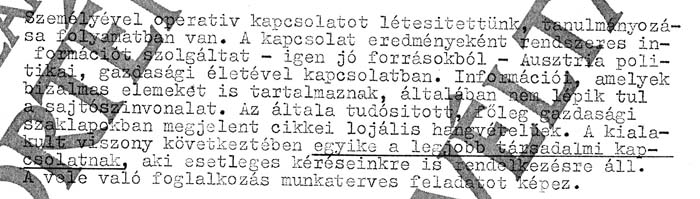 Személyével operativ kapcsolatot létesitettünk, tanulmányozá-
sa folyamatban van. A kapcsolat eredményeként rendszeres in-
formációt szolgáltat - igen jó forrásokból - Ausztria poli-
tikai, gazdasági életével kapcsolatban. Információi, amelyek
bizalmas elemeket is tartalmaznak, általában nem lépik tul
a sajtószinvonalat. Az általa tudósitott, főleg gazdasági
szaklapokban megjelent cikkei lojális hangvételüek. A kiala-
kult viszony következtében egyike a legjobb társadalmi kap-
csolatnak, aki esetleges kéréseinkre is rendelkezésre áll.
A vele való foglalkozás munkaterves feladatot képez.